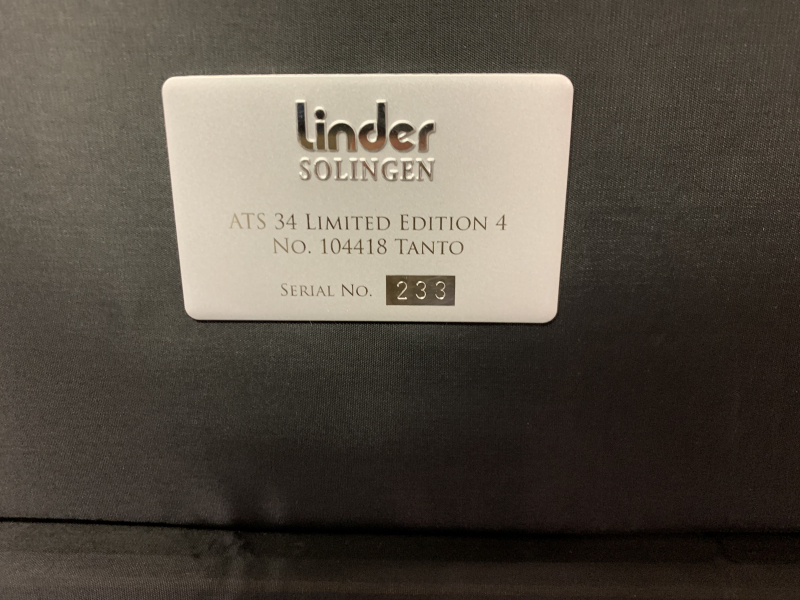 Linder
SOLINGEN
ATS 34 LIMITED EDITION 4
NO. 104418 TANTO
SERIAL NO. 233